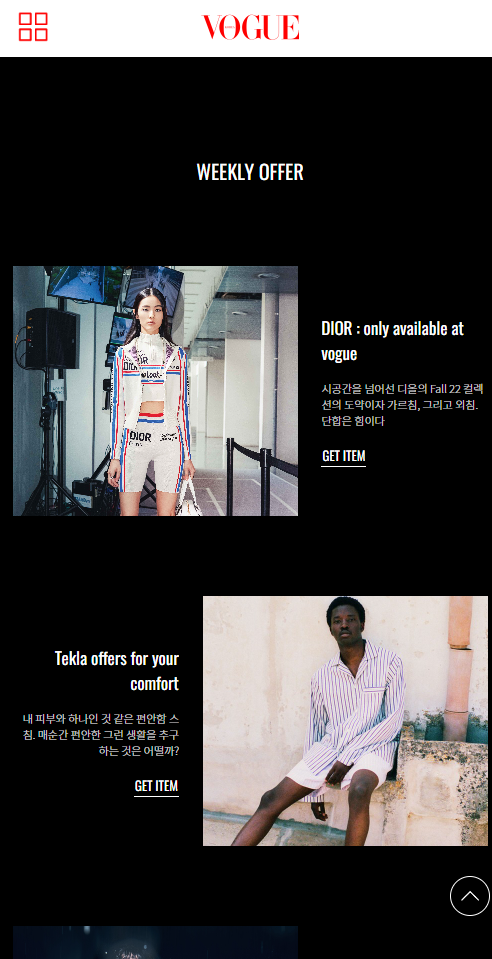 VOGUE
WEEKLY OFFER
DIOR : only available at
vogue
시공간을 넘어선 디올의 Fall 22 컬렉
션의 도약이자 가르침, 그리고 외침.
단합은 힘이다
GET ITEM
DIOR
Tekla offers for your
comfort
내 피부와 하나인 것 같은 편안함 스
침. 매순간 편안한 그런 생활을 추구
하는 것은 어떨까?
GET ITEM